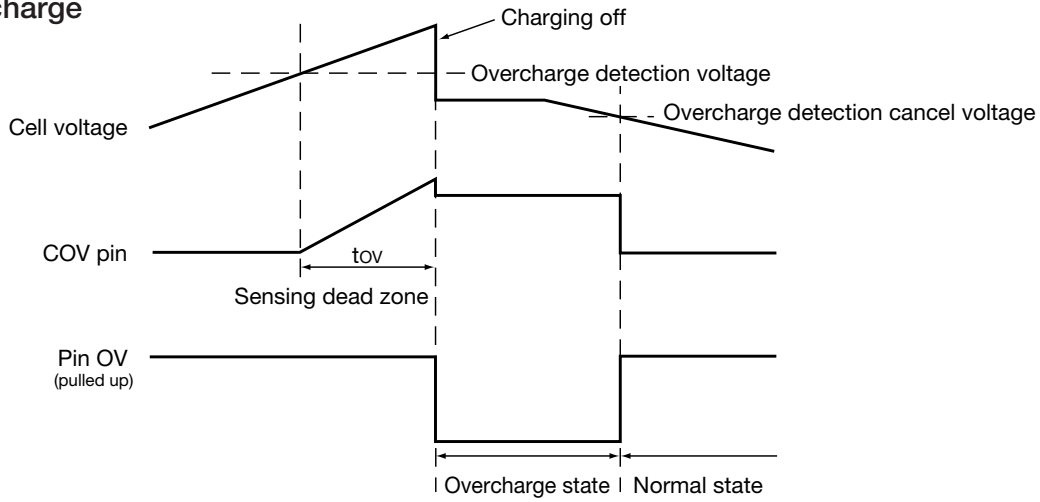 charge
Charging off
Overcharge detection voltage
Overcharge detection cancel voltage
Cell voltage
COV pin
tOV
Sensing dead zone
Pin OV
(pulled up)
Overcharge state
Normal state